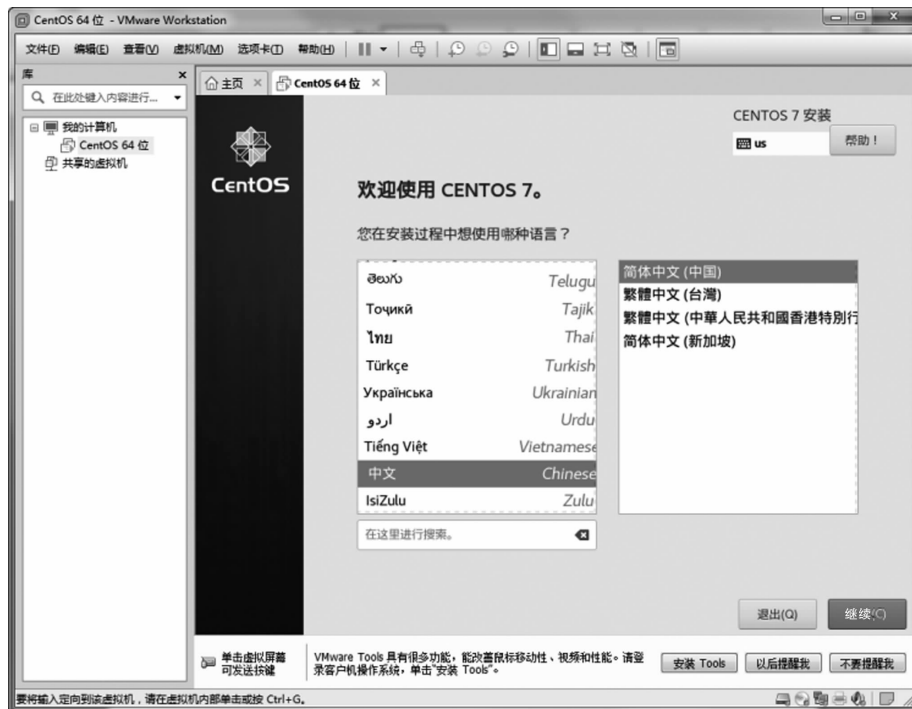 CentOS 64 位 - VMware Workstation
文件(F) 编辑(E) 查看(V) 虚拟机(M) 选项卡(T) 帮助(H)
库
在此处键入内容进行...
我的计算机
CentOS 64 位
共享的虚拟机
主页
CentOS 64 位
CentOS
CENTOS 7 安装
us
帮助！
欢迎使用 CENTOS 7。
您在安装过程中想使用哪种语言？
తెలుగు Telugu
Тоҷикӣ Tajik
ไทย Thai
Türkçe Turkish
Українська Ukrainian
اردو Urdu
Tiếng Việt Vietnamese
中文 Chinese
IsiZulu Zulu
在这里进行搜索。
简体中文 (中国)
繁體中文 (台灣)
繁體中文 (中華人民共和國香港特別行
简体中文 (新加坡)
退出(Q)
继续(C)
单击虚拟屏幕
可发送按键
VMware Tools 具有很多功能，能改善鼠标移动性、视频和性能。请登
录客户机操作系统，单击“安装 Tools”。
安装 Tools
以后提醒我
不要提醒我
要将输入定向到该虚拟机，请在虚拟机内部单击或按 Ctrl+G。